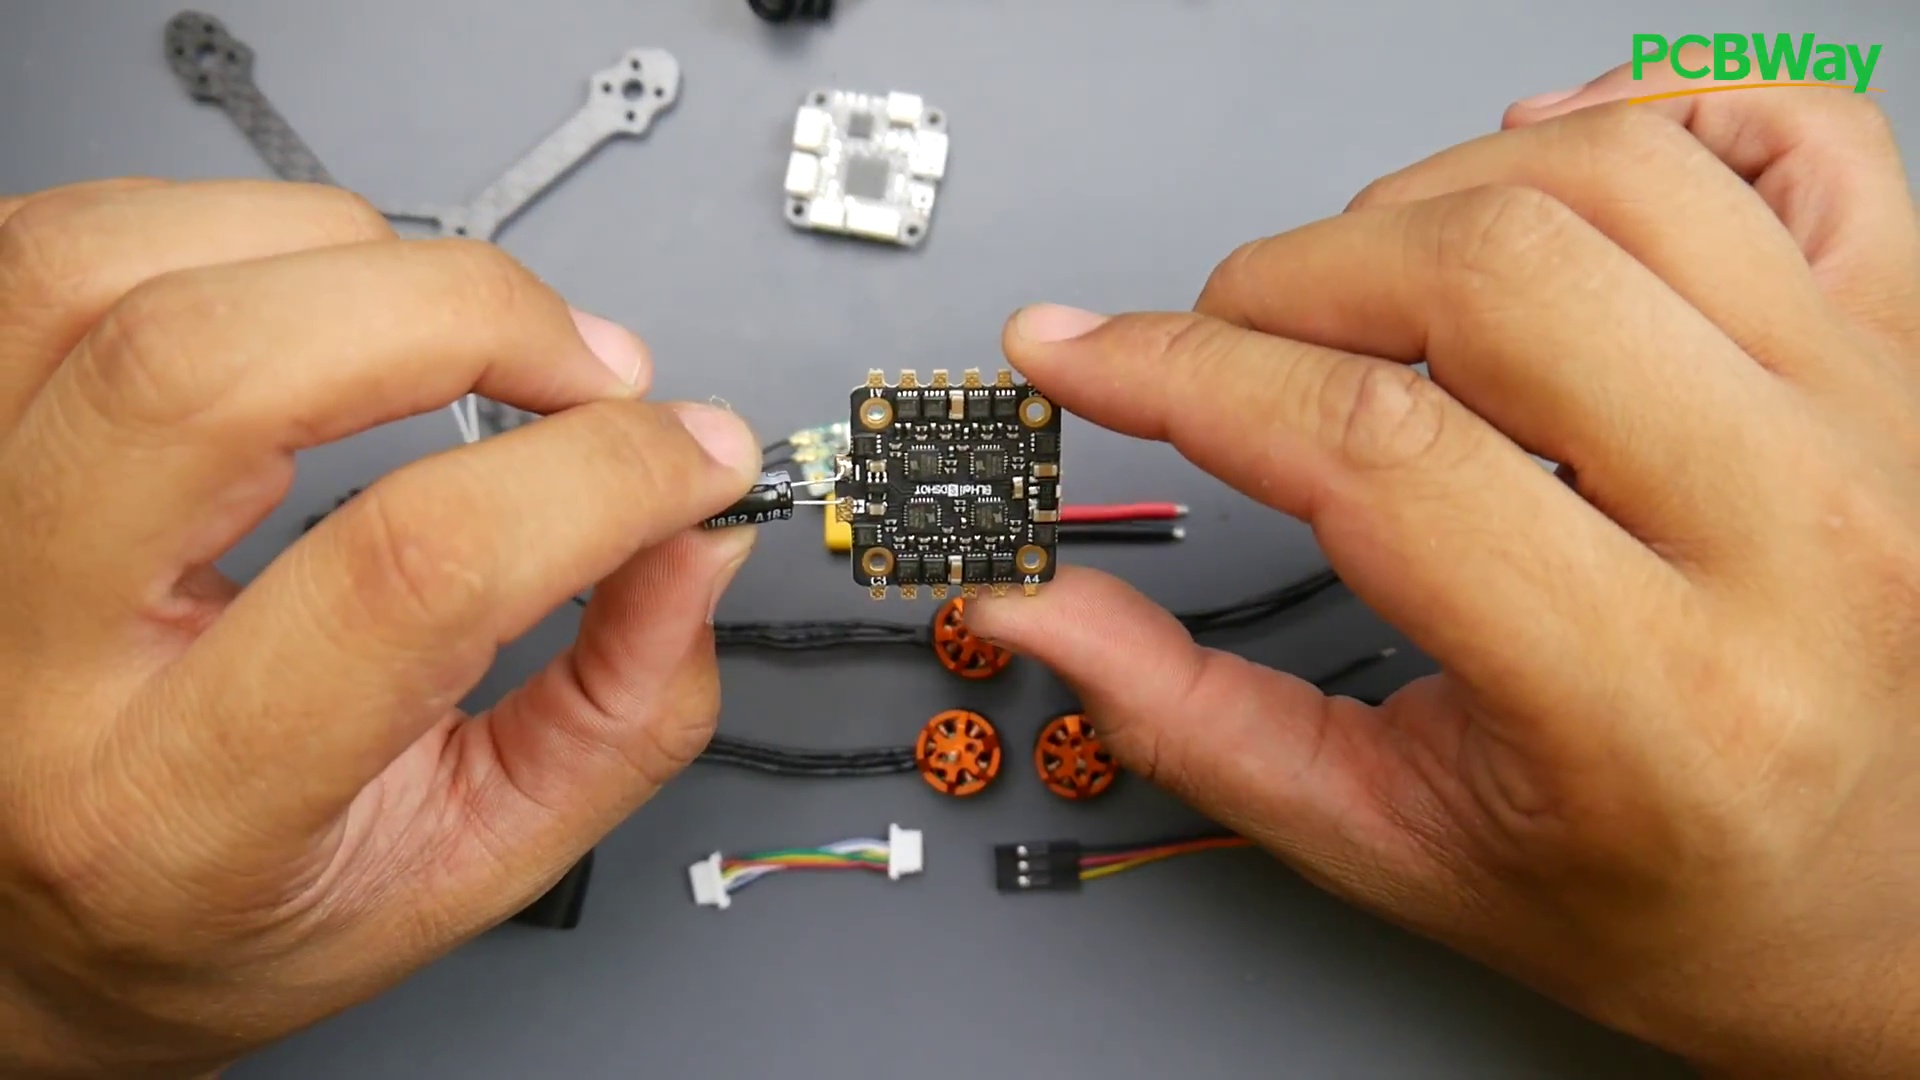 PCBWay
A1
BLHeli S DSHOT
A1852 A185
C3
A4